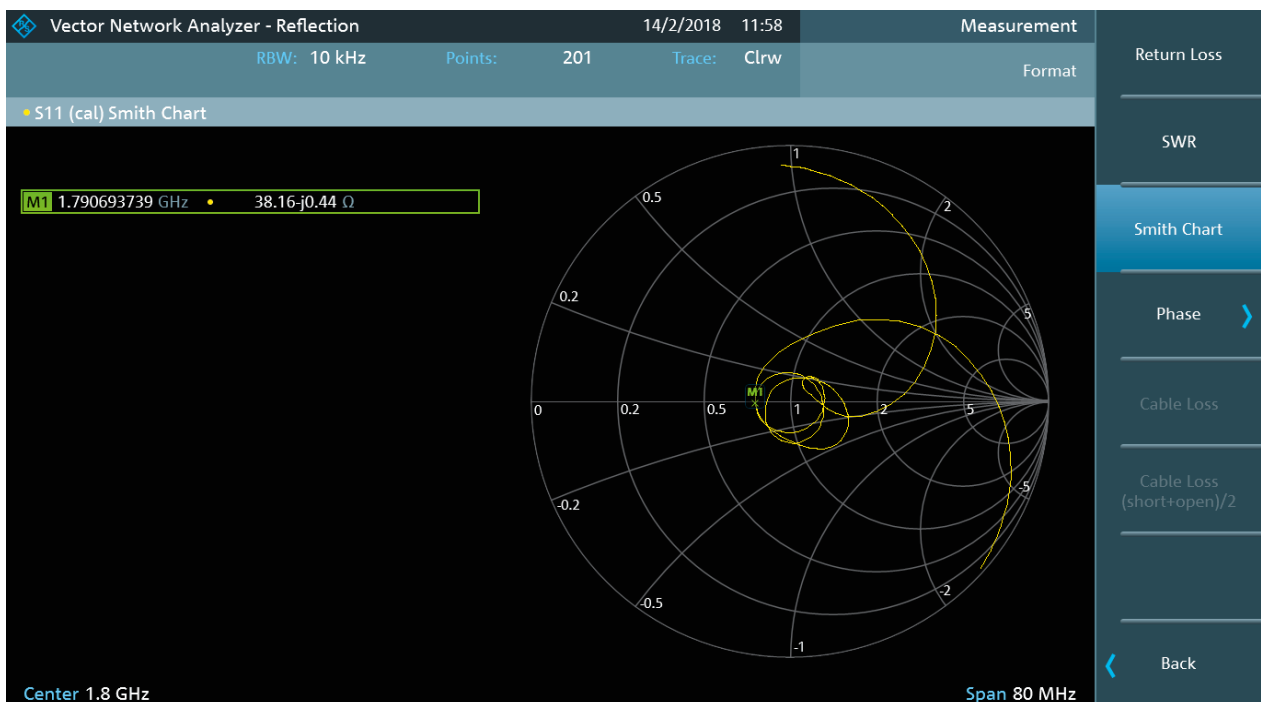 Vector Network Analyzer - Reflection 14/2/2018 11:58 Measurement
RBW: 10 kHz Points: 201 Trace: Clrw
Format
S11 (cal) Smith Chart
M1 1.790693739 GHz • 38.16-j0.44 Ω
1
0.5
2
0.2
5
M1
0 0.2 0.5 1 2 5
-0.2
-5
-0.5
-2
-1
Center 1.8 GHz Span 80 MHz
Return Loss
SWR
Smith Chart
Phase
Cable Loss
Cable Loss
(short+open)/2
Back